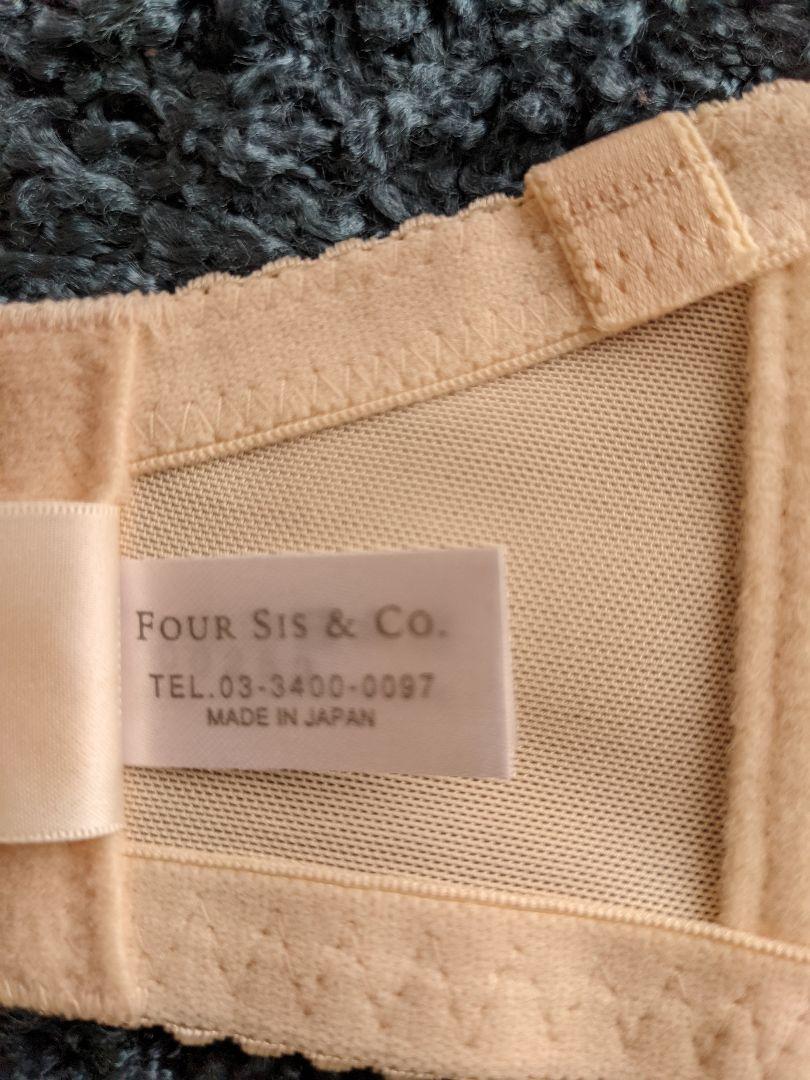 FOUR SIS & CO.
TEL.03-3400-0097
MADE IN JAPAN